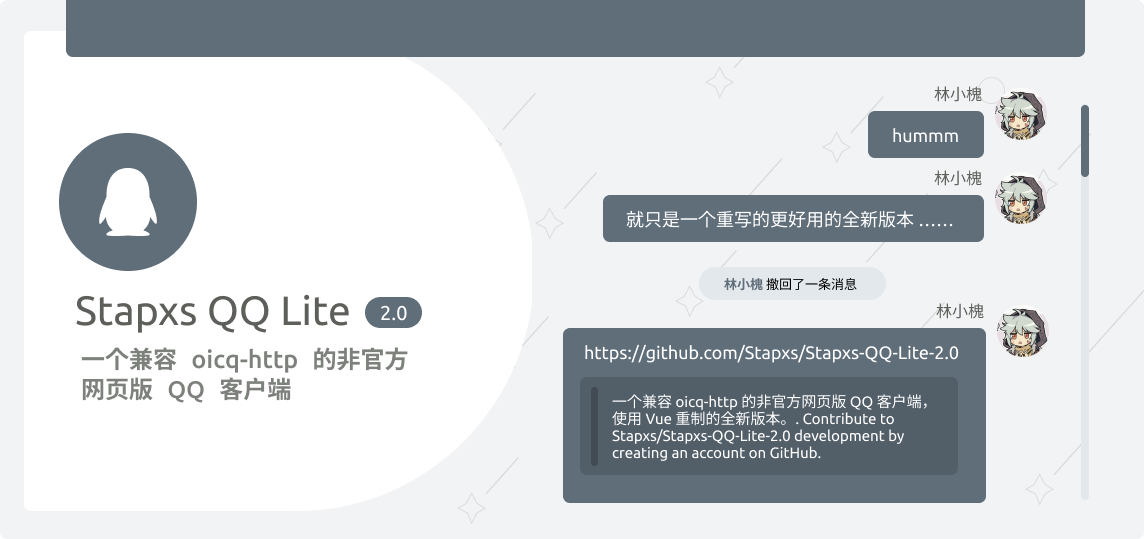 Stapxs QQ Lite 2.0
一个兼容 oicq-http 的非官方
网页版 QQ 客户端
林小槐
hummm
林小槐
就只是一个重写的更好用的全新版本 ......
林小槐 撤回了一条消息
林小槐
https://github.com/Stapxs/Stapxs-QQ-Lite-2.0
一个兼容 oicq-http 的非官方网页版 QQ 客户端，
使用 Vue 重制的全新版本。. Contribute to
Stapxs/Stapxs-QQ-Lite-2.0 development by
creating an account on GitHub.